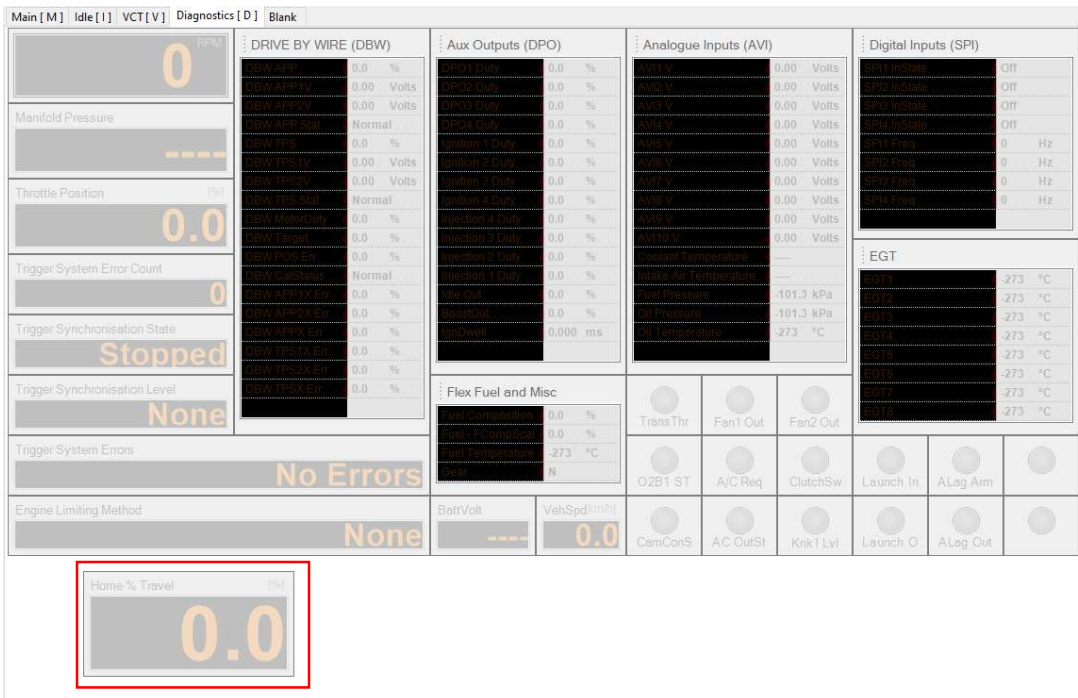 Main [ M ] Idle [ I ] VCT [ V ] Diagnostics [ D ] Blank
RPM
0
Manifold Pressure
----
Throttle Position [%]
0.0
Trigger System Error Count
0
Trigger Synchronisation State
Stopped
Trigger Synchronisation Level
None
Trigger System Errors
No Errors
Engine Limiting Method
None
DRIVE BY WIRE (DBW)
DBW APP 0.0 %
DBW APP1V 0.00 Volts
DBW APP2V 0.00 Volts
DBW APP Stat Normal
DBW TPS 0.0 %
DBW TPS1V 0.00 Volts
DBW TPS2V 0.00 Volts
DBW TPS Stat Normal
DBW MotorDuty 0.0 %
DBW Target 0.0 %
DBW POS Err 0.0 %
DBW CalStatus Normal
DBW APP1X Err 0.0 %
DBW APP2X Err 0.0 %
DBW APPX Err 0.0 %
DBW TPS1X Err 0.0 %
DBW TPS2X Err 0.0 %
DBW TPSX Err 0.0 %
Aux Outputs (DPO)
DPO1 Duty 0.0 %
DPO2 Duty 0.0 %
DPO3 Duty 0.0 %
DPO4 Duty 0.0 %
Ignition 1 Duty 0.0 %
Ignition 2 Duty 0.0 %
Ignition 3 Duty 0.0 %
Ignition 4 Duty 0.0 %
Injection 4 Duty 0.0 %
Injection 3 Duty 0.0 %
Injection 2 Duty 0.0 %
Injection 1 Duty 0.0 %
Idle Out 0.0 %
BoostOut 0.0 %
IgnDwell 0.000 ms
Flex Fuel and Misc
Fuel Composition 0.0 %
Fuel - FCompScal 0.0 %
Fuel Temperature -273 °C
Gear N
BattVolt
----
VehSpd [km/h]
0.0
Analogue Inputs (AVI)
AVI1 V 0.00 Volts
AVI2 V 0.00 Volts
AVI3 V 0.00 Volts
AVI4 V 0.00 Volts
AVI5 V 0.00 Volts
AVI6 V 0.00 Volts
AVI7 V 0.00 Volts
AVI8 V 0.00 Volts
AVI9 V 0.00 Volts
AVI10 V 0.00 Volts
Coolant Temperature ----
Intake Air Temperature ----
Fuel Pressure -101.3 kPa
Oil Pressure -101.3 kPa
Oil Temperature -273 °C
Digital Inputs (SPI)
SPI1 InState Off
SPI2 InState Off
SPI3 InState Off
SPI4 InState Off
SPI1 Freq 0 Hz
SPI2 Freq 0 Hz
SPI3 Freq 0 Hz
SPI4 Freq 0 Hz
EGT
EGT1 -273 °C
EGT2 -273 °C
EGT3 -273 °C
EGT4 -273 °C
EGT5 -273 °C
EGT6 -273 °C
EGT7 -273 °C
EGT8 -273 °C
TransThr Fan1 Out Fan2 Out
O2B1 ST A/C Req ClutchSw Launch In ALag Arm
CamConS AC OutSt Knk1 Lvl Launch O ALag Out
Home % Travel [%]
0.0